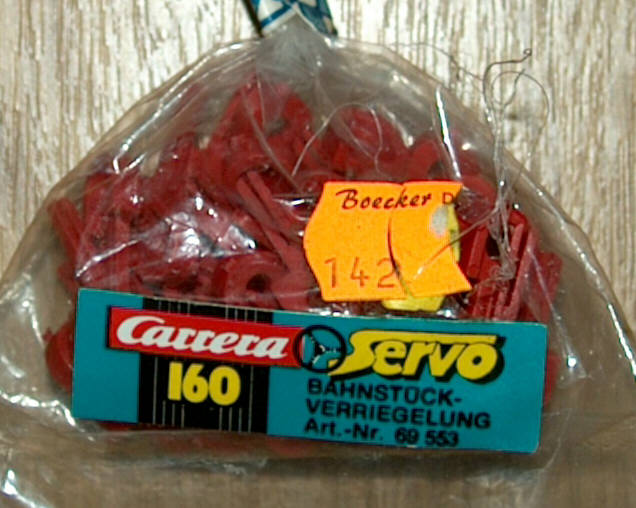 Boecker D
142
Carrera Servo
160
BAHNSTÜCK-
VERRIEGELUNG
Art.-Nr. 69 553